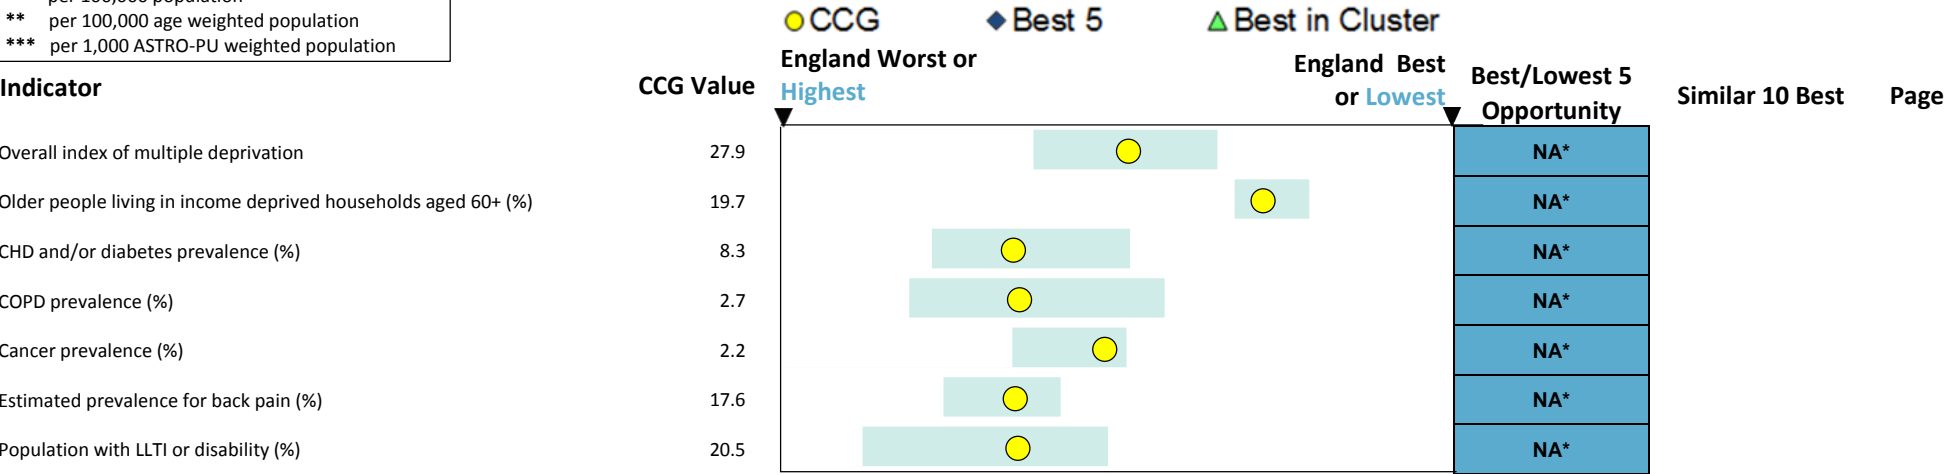 per 100,000 population
** per 100,000 age weighted population
*** per 1,000 ASTRO-PU weighted population
CCG Best 5 Best in Cluster
Indicator CCG Value England Worst or Highest England Best or Lowest Best/Lowest 5 Opportunity Similar 10 Best Page
Overall index of multiple deprivation 27.9 NA*
Older people living in income deprived households aged 60+ (%) 19.7 NA*
CHD and/or diabetes prevalence (%) 8.3 NA*
COPD prevalence (%) 2.7 NA*
Cancer prevalence (%) 2.2 NA*
Estimated prevalence for back pain (%) 17.6 NA*
Population with LLTI or disability (%) 20.5 NA*